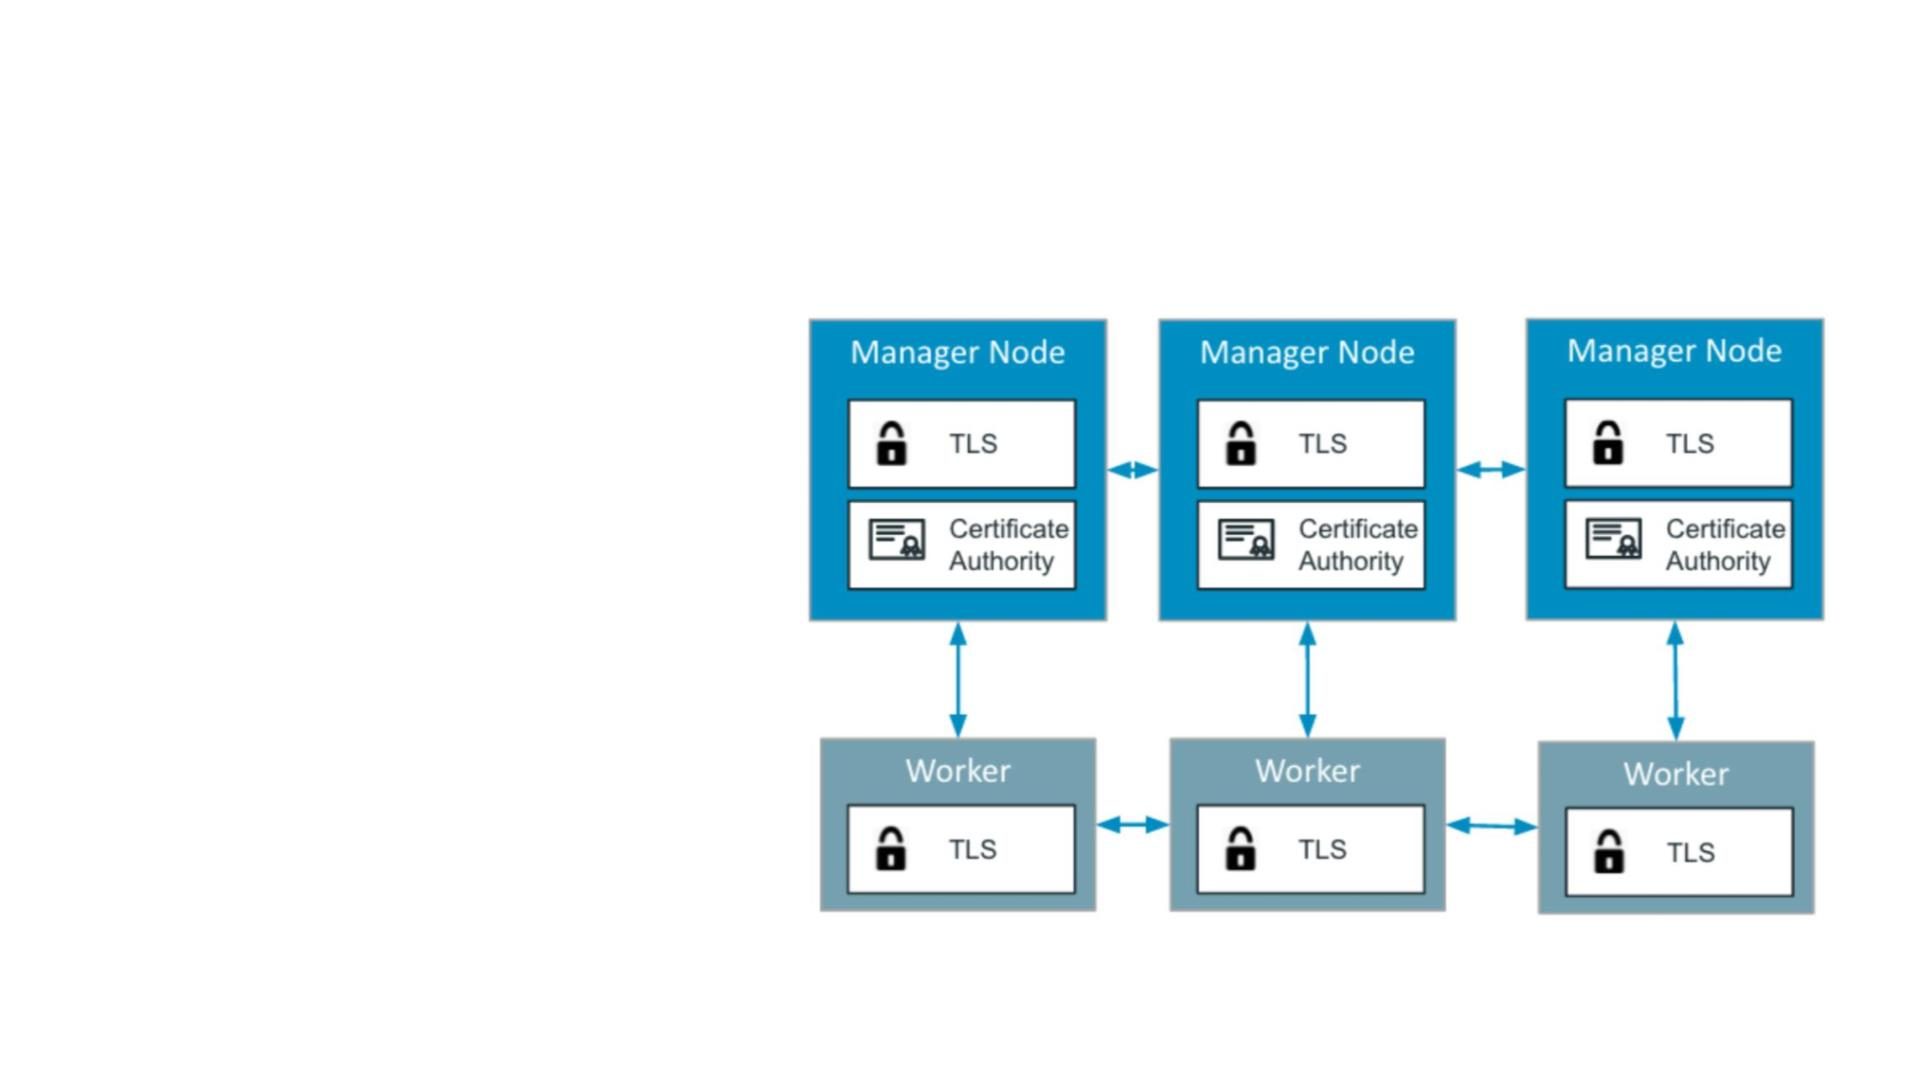 Manager Node
TLS
Certificate
Authority
Manager Node
TLS
Certificate
Authority
Manager Node
TLS
Certificate
Authority
Worker
TLS
Worker
TLS
Worker
TLS